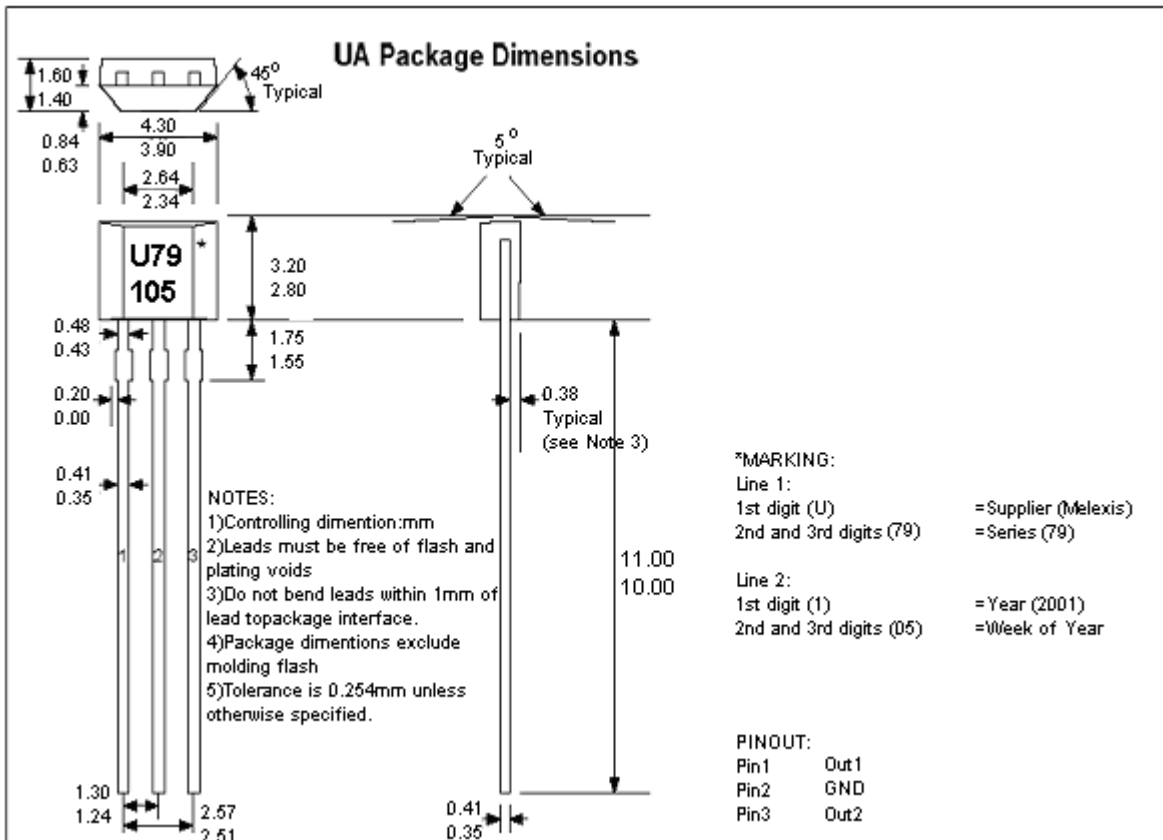 UA Package Dimensions
1.60
1.40
45°
Typical
0.84
0.63
4.30
3.90
2.64
2.34
5°
Typical
U79 *
105
3.20
2.80
0.48
0.43
1.75
1.55
0.20
0.00
0.38
Typical
(see Note 3)
0.41
0.35
NOTES:
1)Controlling dimention:mm
2)Leads must be free of flash and
plating voids
3)Do not bend leads within 1mm of
lead topackage interface.
4)Package dimentions exclude
molding flash
5)Tolerance is 0.254mm unless
otherwise specified.
1 2 3
11.00
10.00
1.30
1.24
2.57
2.51
0.41
0.35
*MARKING:
Line 1:
1st digit (U) =Supplier (Melexis)
2nd and 3rd digits (79) =Series (79)
Line 2:
1st digit (1) =Year (2001)
2nd and 3rd digits (05) =Week of Year
PINOUT:
Pin1 Out1
Pin2 GND
Pin3 Out2